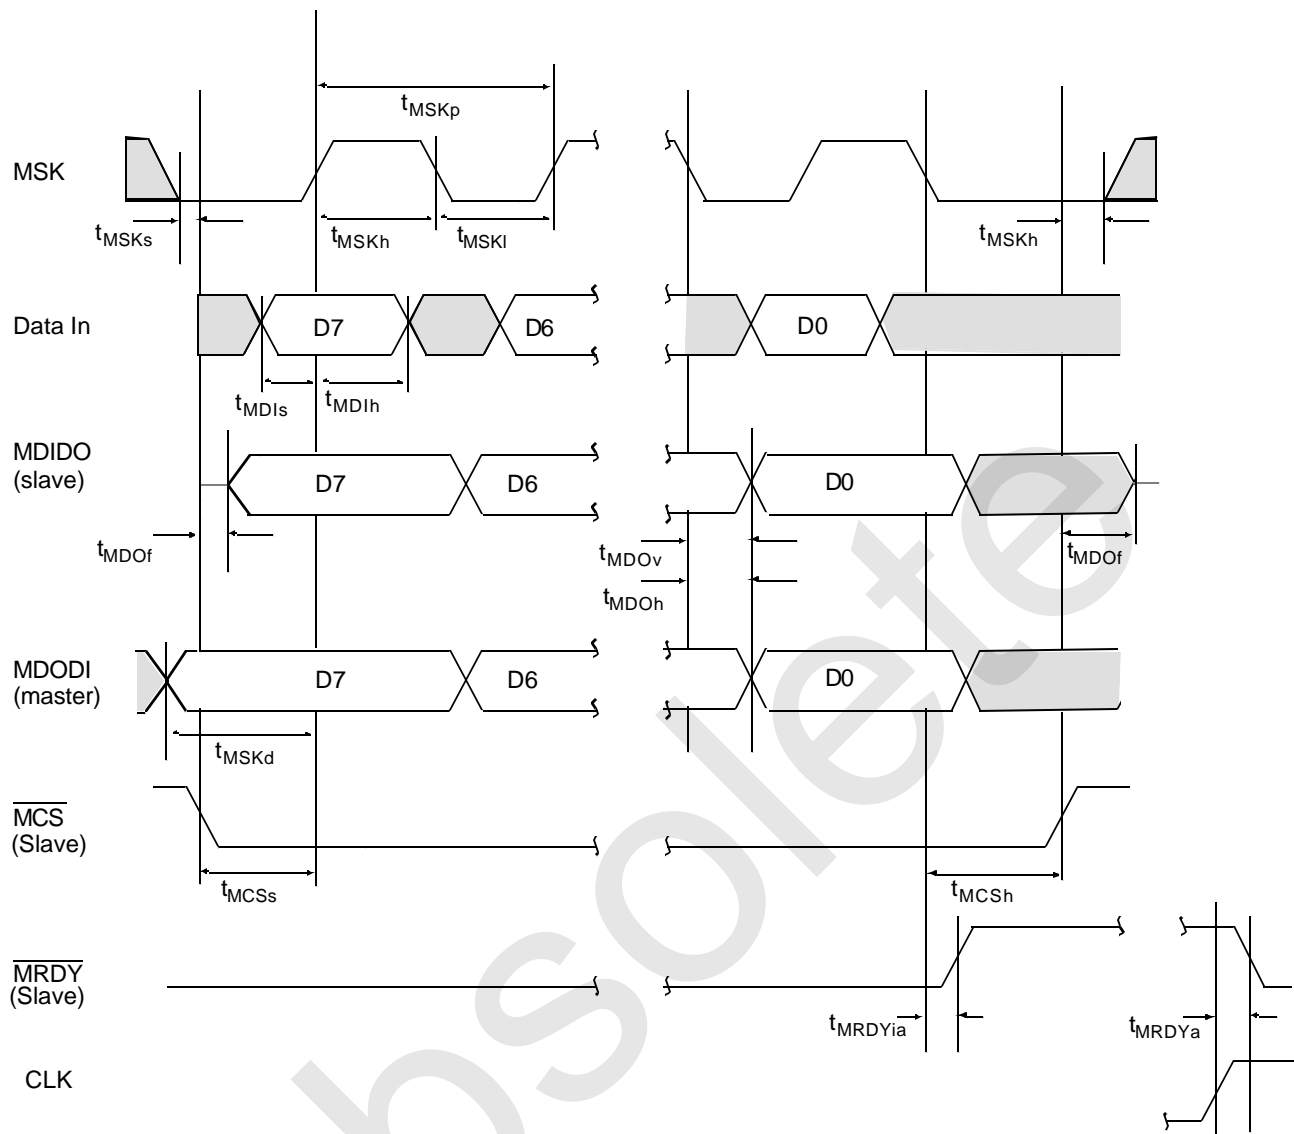 tMSKp
MSK
tMSKs
tMSKh
tMSKl
tMSKh
Data In
D7
D6
D0
tMDIs
tMDIh
MDIDO
(slave)
D7
D6
D0
tMDOf
tMDOv
tMDOf
tMDOh
MDODI
(master)
D7
D6
D0
tMSKd
MCS
(Slave)
tMCSs
tMCSh
MRDY
(Slave)
tMRDYia
tMRDYa
CLK
obsolete